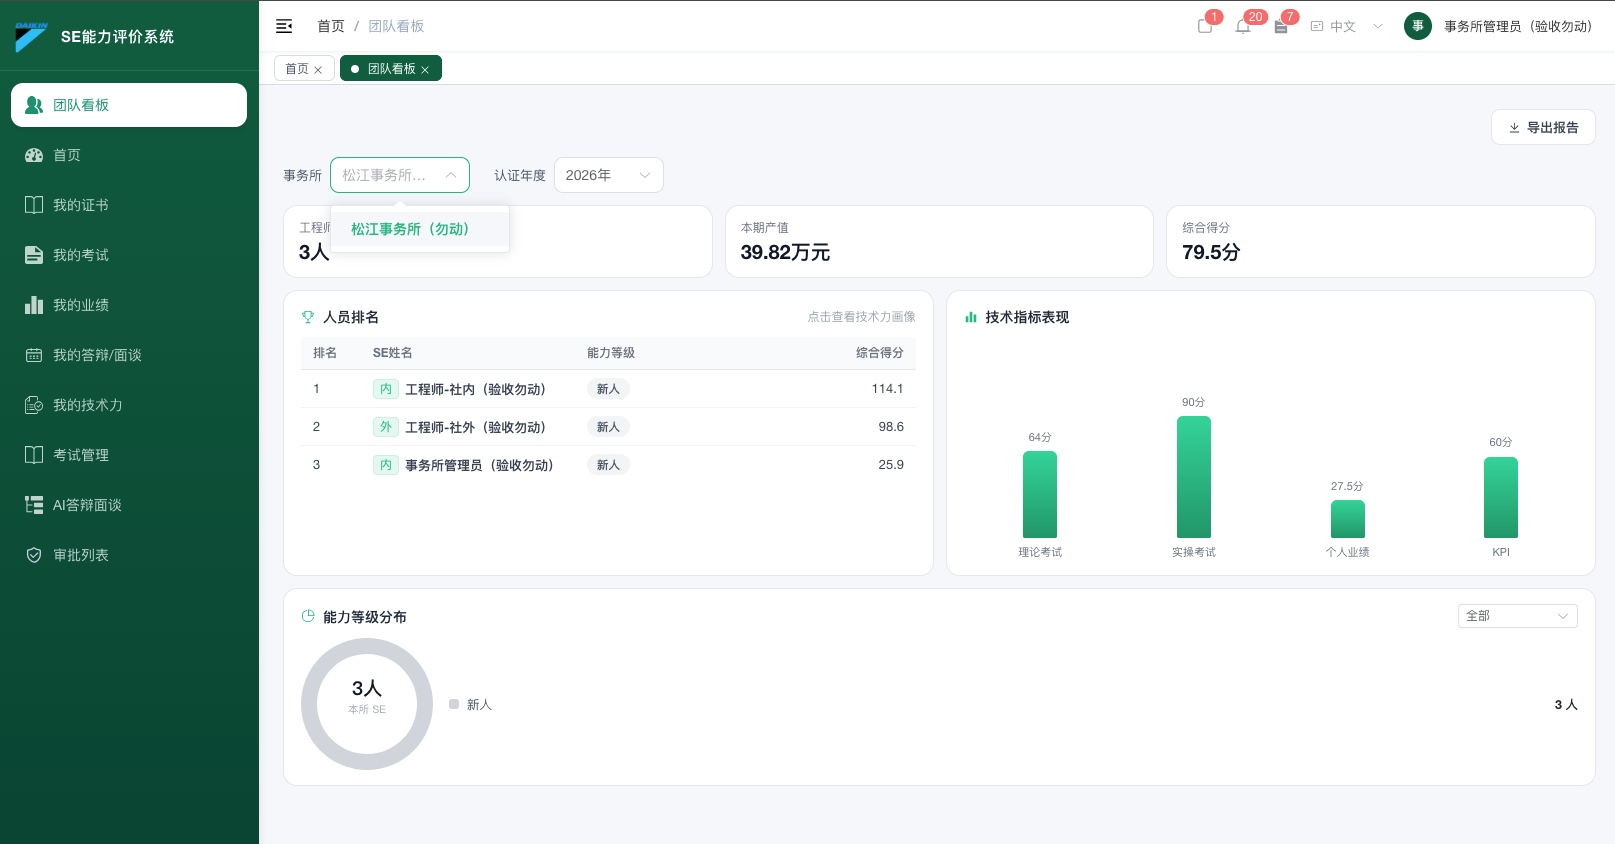 DAIKIN
SE能力评价系统
团队看板
首页
我的证书
我的考试
我的业绩
我的答辩/面谈
我的技术力
考试管理
AI答辩面谈
审批列表
首页 / 团队看板
1
20
7
中文
事
事务所管理员（验收勿动）
首页
团队看板
导出报告
事务所
松江事务所...
认证年度
2026年
松江事务所（勿动）
工程师
3人
本期产值
39.82万元
综合得分
79.5分
人员排名
点击查看技术力画像
排名 SE姓名 能力等级 综合得分
1 内 工程师-社内（验收勿动） 新人 114.1
2 外 工程师-社外（验收勿动） 新人 98.6
3 内 事务所管理员（验收勿动） 新人 25.9
技术指标表现
64分
90分
27.5分
60分
理论考试
实操考试
个人业绩
KPI
能力等级分布
全部
3人
本所 SE
新人
3 人